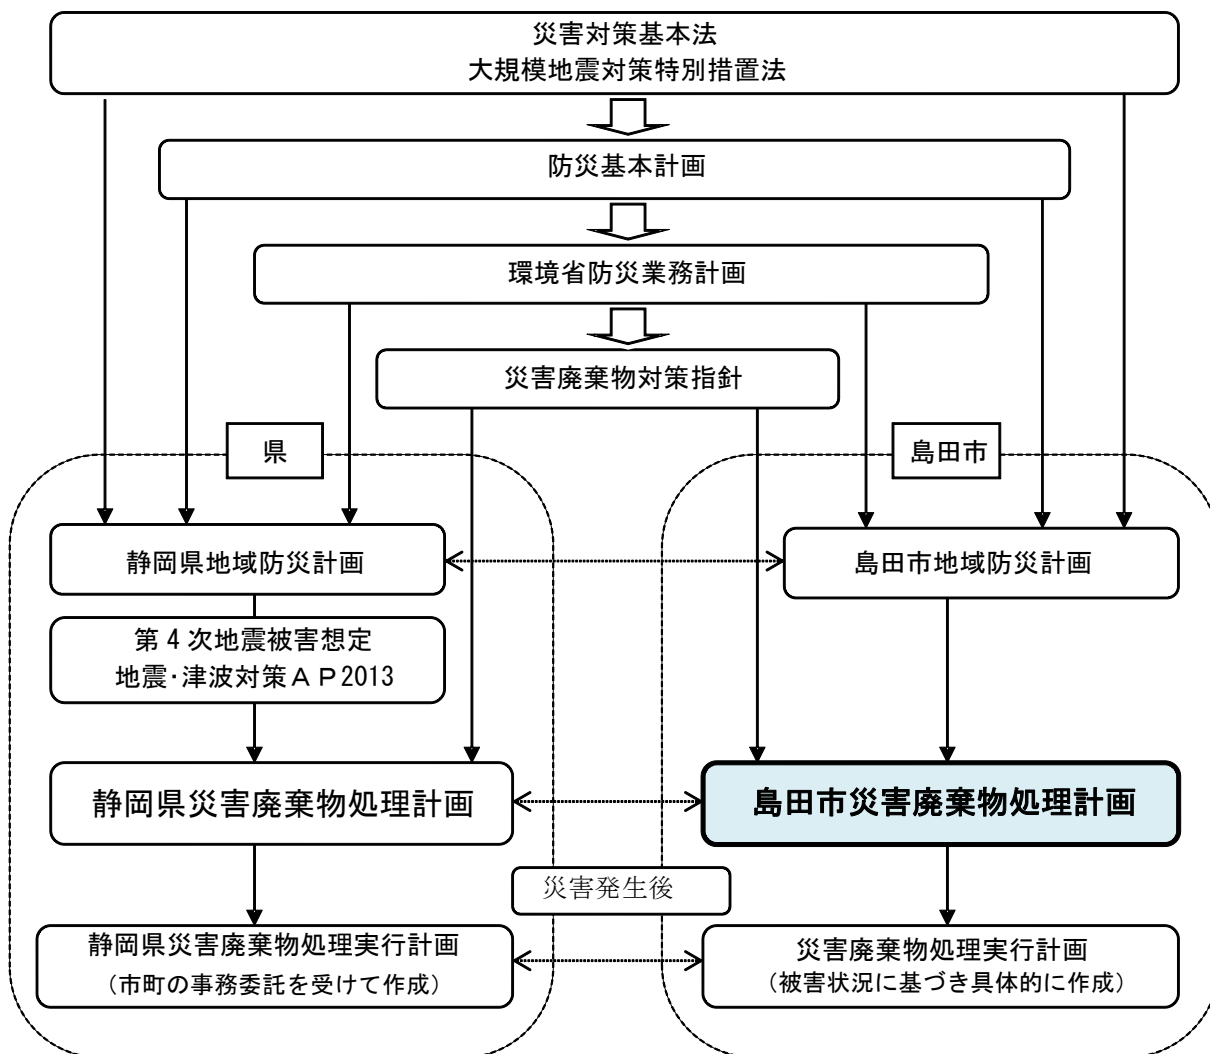 災害対策基本法
大規模地震対策特別措置法
防災基本計画
環境省防災業務計画
災害廃棄物対策指針
県
島田市
静岡県地域防災計画
島田市地域防災計画
第4次地震被害想定
地震・津波対策ＡＰ2013
静岡県災害廃棄物処理計画
島田市災害廃棄物処理計画
災害発生後
静岡県災害廃棄物処理実行計画
（市町の事務委託を受けて作成）
災害廃棄物処理実行計画
（被害状況に基づき具体的に作成）